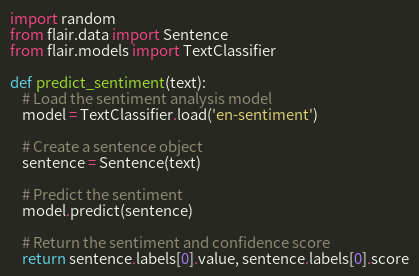 import random
from flair.data import Sentence
from flair.models import TextClassifier
def predict_sentiment(text):
# Load the sentiment analysis model
model = TextClassifier.load('en-sentiment')
# Create a sentence object
sentence = Sentence(text)
# Predict the sentiment
model.predict(sentence)
# Return the sentiment and confidence score
return sentence.labels[0].value, sentence.labels[0].score